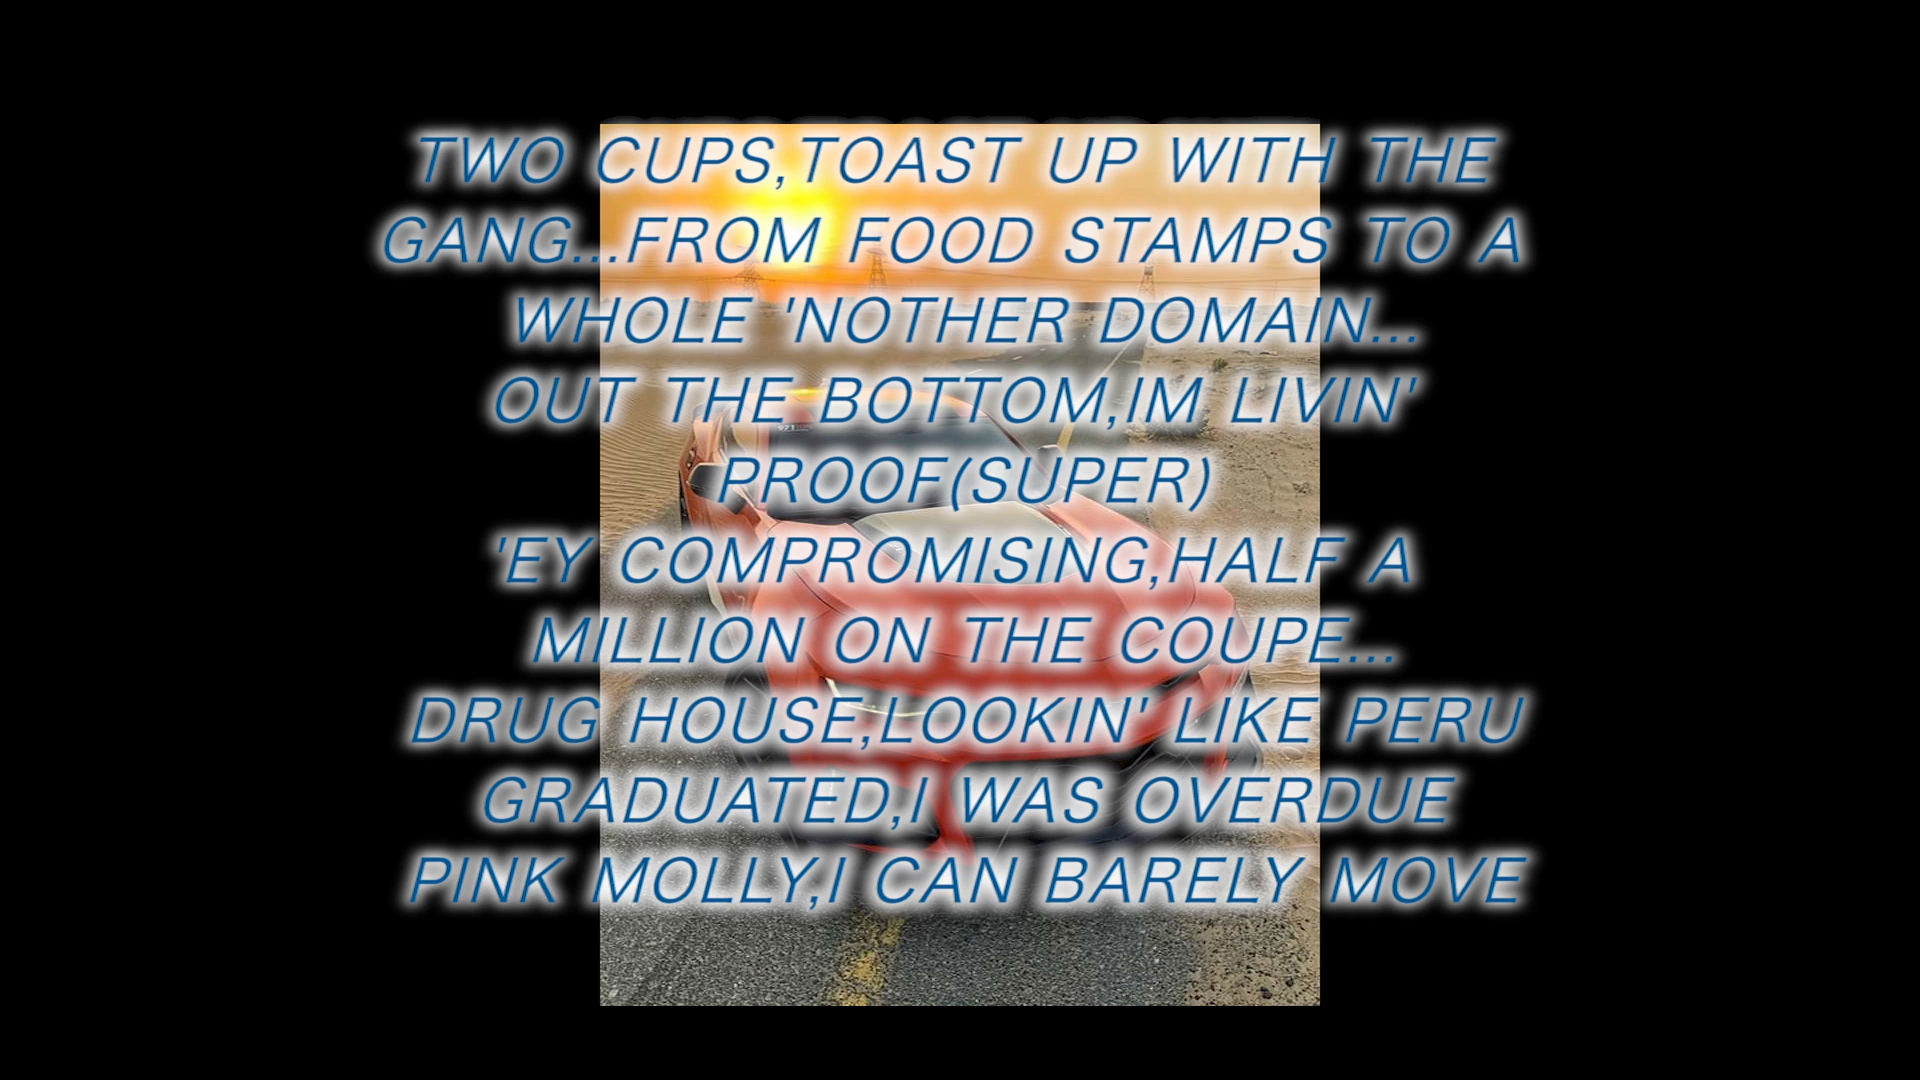 TWO CUPS,TOAST UP WITH THE
GANG...FROM FOOD STAMPS TO A
WHOLE 'NOTHER DOMAIN...
OUT THE BOTTOM,IM LIVIN'
PROOF(SUPER)
'EY COMPROMISING,HALF A
MILLION ON THE COUPE...
DRUG HOUSE,LOOKIN' LIKE PERU
GRADUATED,I WAS OVERDUE
PINK MOLLY,I CAN BARELY MOVE